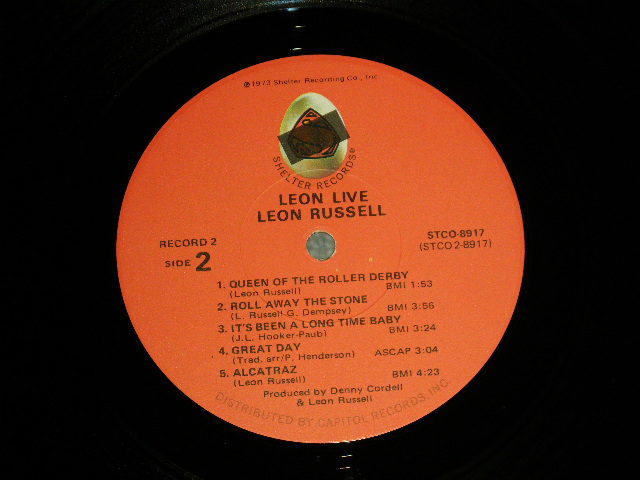 ℗1973 Shelter Recording Co., Inc.
SHELTER RECORDS®
LEON LIVE
LEON RUSSELL
RECORD 2
SIDE 2
STCO-8917
(STCO 2-8917)
1. QUEEN OF THE ROLLER DERBY
(Leon Russell) BMI 1:53
2. ROLL AWAY THE STONE
(L. Russell-G. Dempsey) BMI 3:56
3. IT'S BEEN A LONG TIME BABY
(J.L. Hooker-Paub) BMI 3:24
4. GREAT DAY
(Trad. arr/P. Henderson) ASCAP 3:04
5. ALCATRAZ
(Leon Russell) BMI 4:23
Produced by Denny Cordell
& Leon Russell
DISTRIBUTED BY CAPITOL RECORDS, INC.